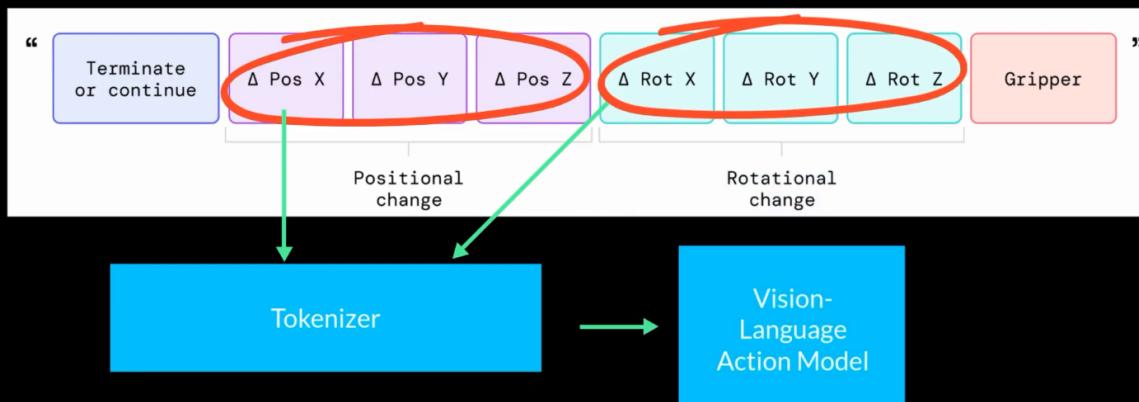 “
Terminate
or continue
Δ Pos X
Δ Pos Y
Δ Pos Z
Δ Rot X
Δ Rot Y
Δ Rot Z
Gripper
”
Positional
change
Rotational
change
Tokenizer
Vision-
Language
Action Model